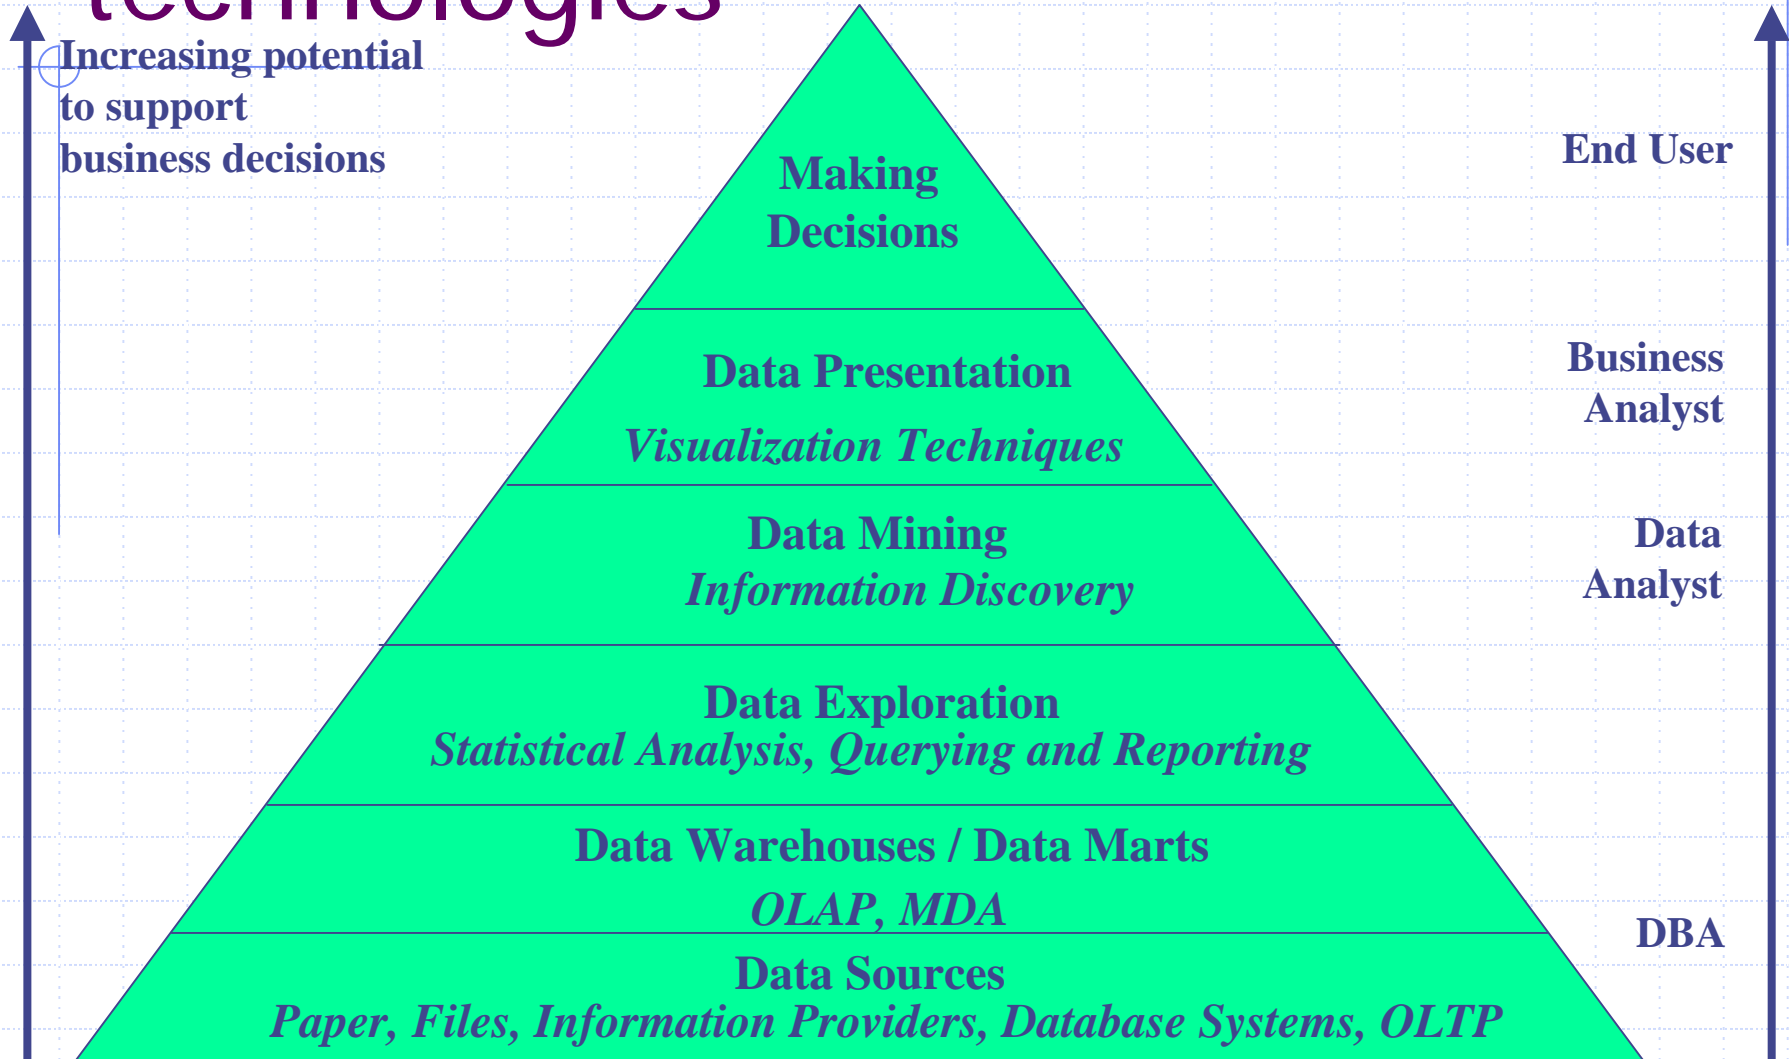 technologies
Increasing potential
to support
business decisions
End User
Making
Decisions
Business
Analyst
Data Presentation
Visualization Techniques
Data
Analyst
Data Mining
Information Discovery
Data Exploration
Statistical Analysis, Querying and Reporting
Data Warehouses / Data Marts
OLAP, MDA
DBA
Data Sources
Paper, Files, Information Providers, Database Systems, OLTP